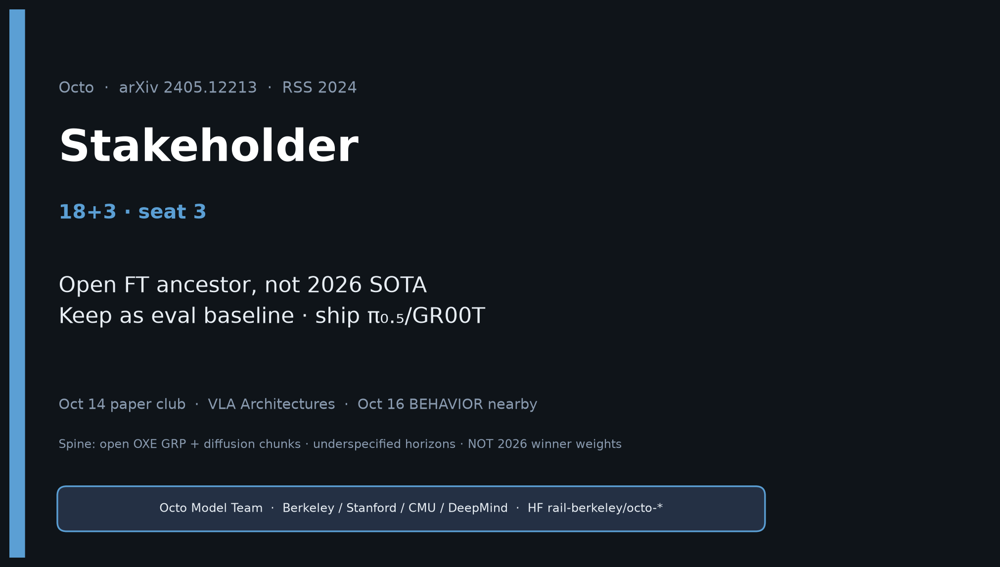 Octo · arXiv 2405.12213 · RSS 2024
Stakeholder
18+3 · seat 3
Open FT ancestor, not 2026 SOTA
Keep as eval baseline · ship π₀.₅/GR00T
Oct 14 paper club · VLA Architectures · Oct 16 BEHAVIOR nearby
Spine: open OXE GRP + diffusion chunks · underspecified horizons · NOT 2026 winner weights
Octo Model Team · Berkeley / Stanford / CMU / DeepMind · HF rail-berkeley/octo-*